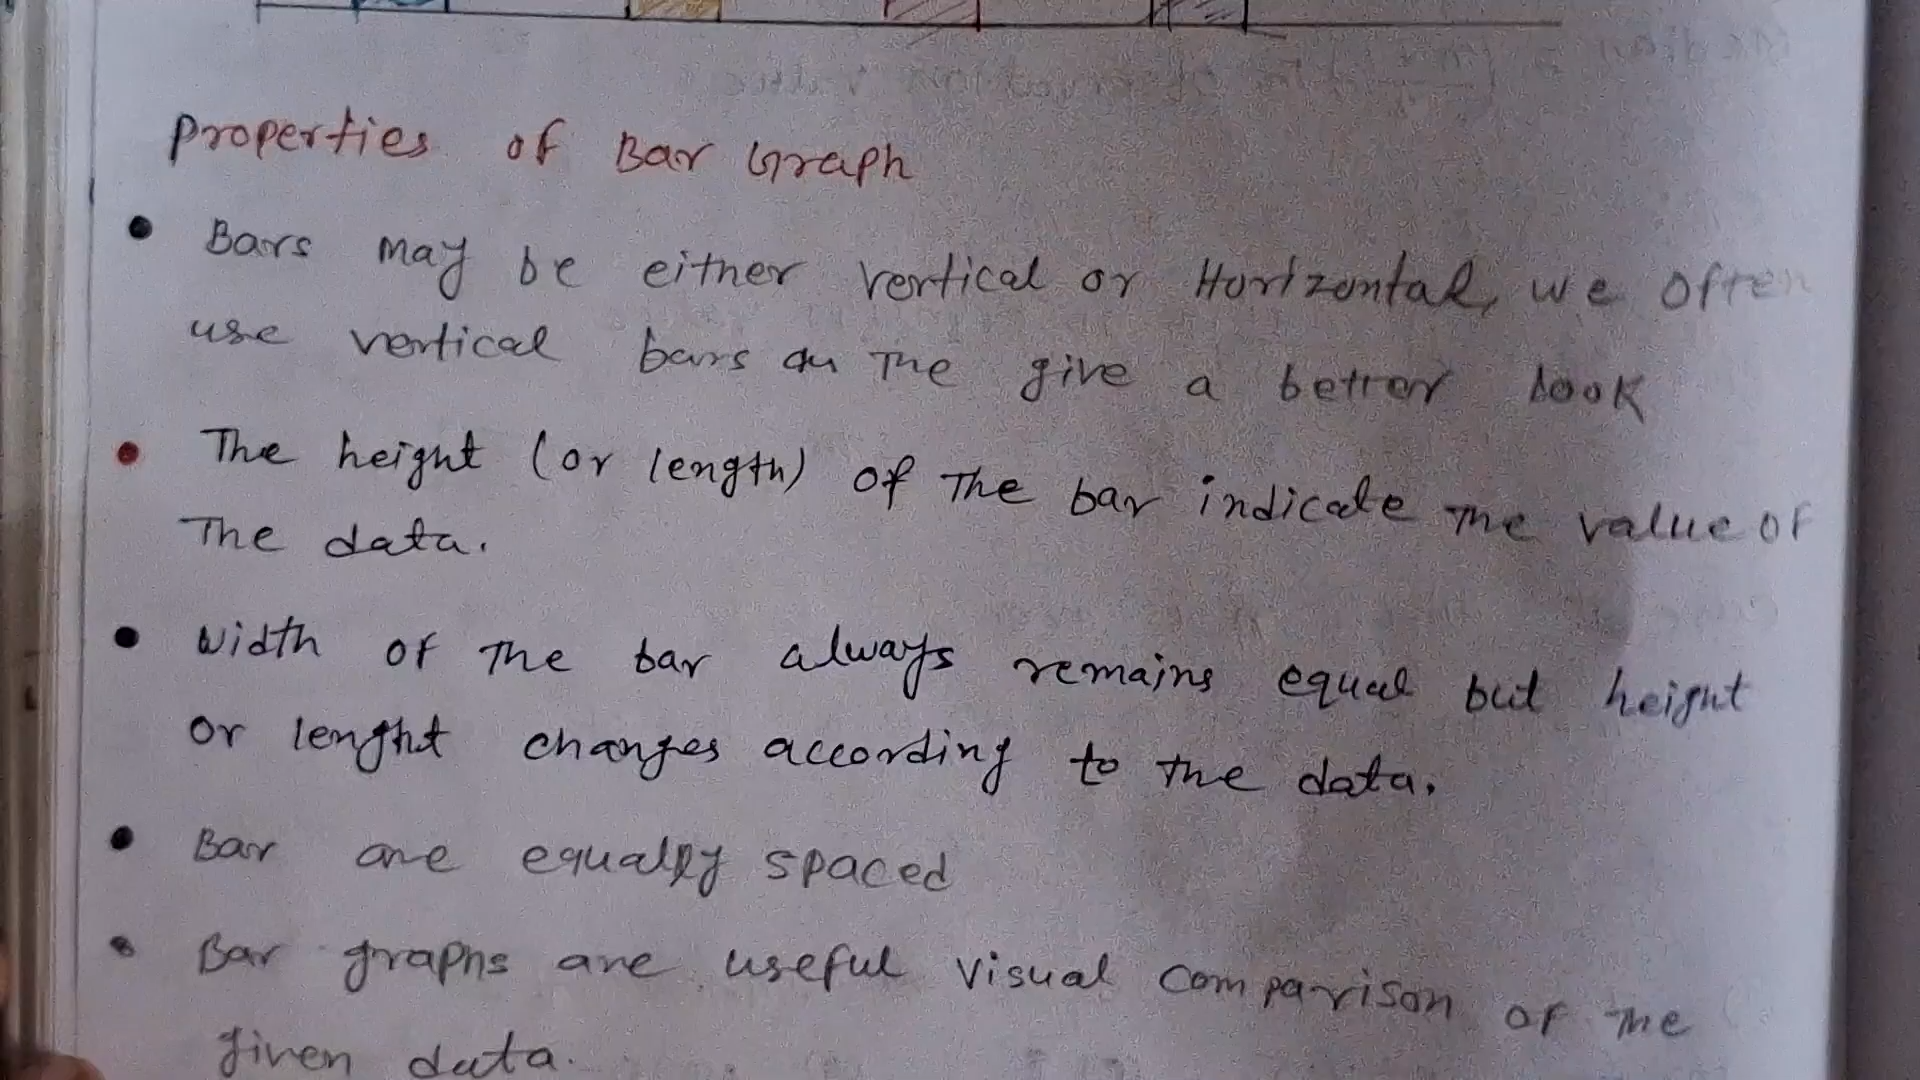 Properties of Bar Graph
• Bars may be either vertical or Horizontal, we often
use vertical bars as the give a better look
• The height (or length) of The bar indicate the value of
The data.
• Width of The bar always remains equal but height
or lenght changes according to the data.
• Bar are equally spaced
• Bar graphs are useful visual comparison of the
given data.